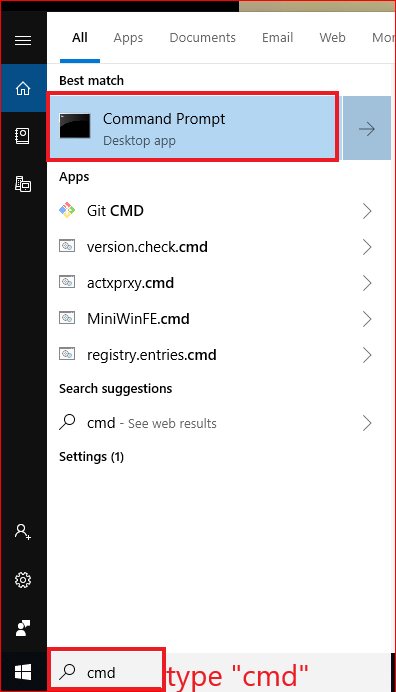 All Apps Documents Email Web Mor
Best match
Command Prompt
Desktop app
Apps
Git CMD
version.check.cmd
actxprxy.cmd
MiniWinFE.cmd
registry.entries.cmd
Search suggestions
cmd - See web results
Settings (1)
cmd type "cmd"